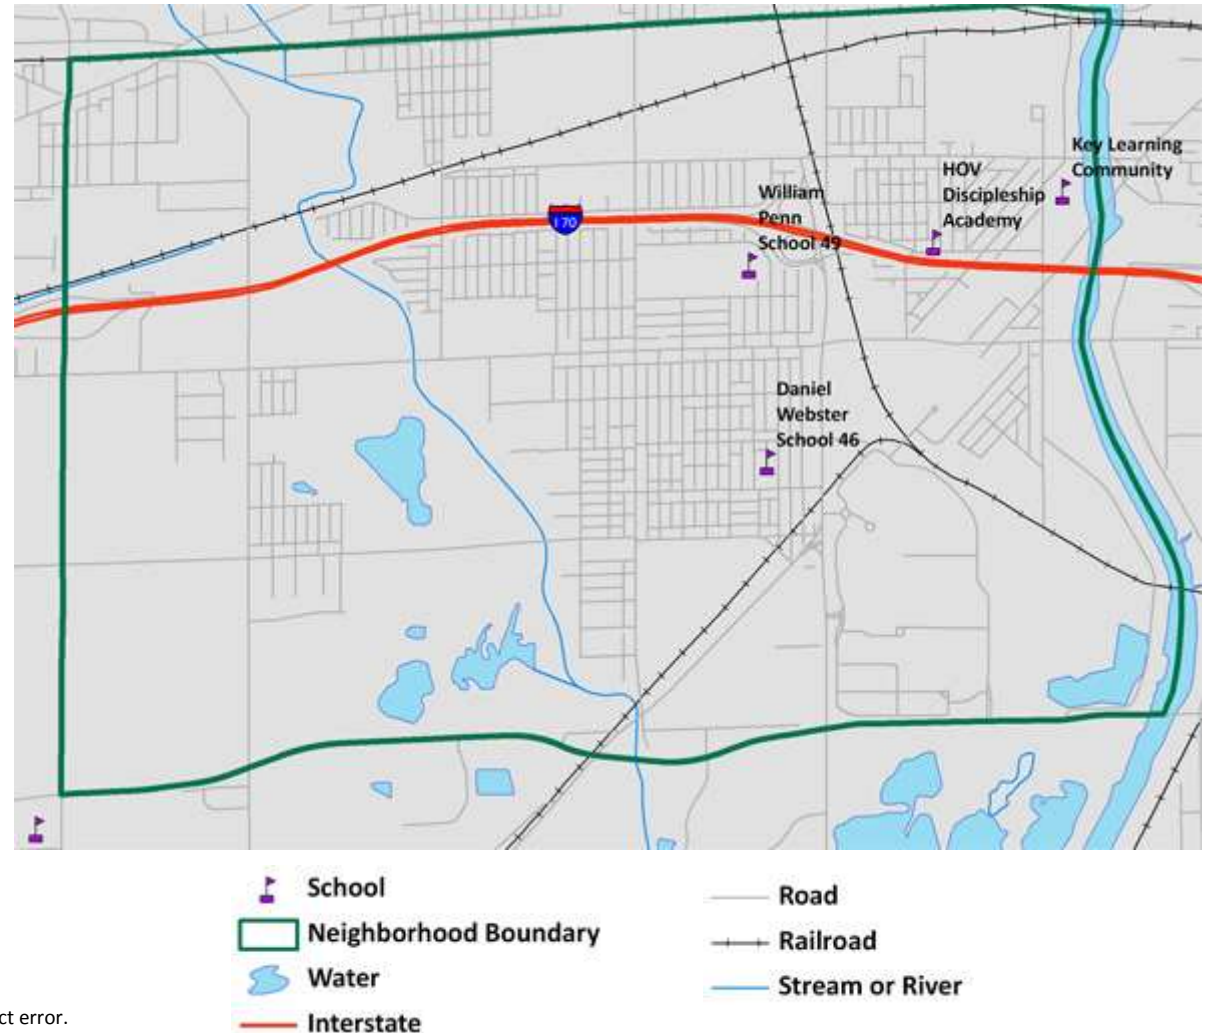 Key Learning
Community
HOV
Discipleship
Academy
William
Penn
School 49
I 70
Daniel
Webster
School 46
School
Neighborhood Boundary
Water
Interstate
Road
Railroad
Stream or River
ct error.